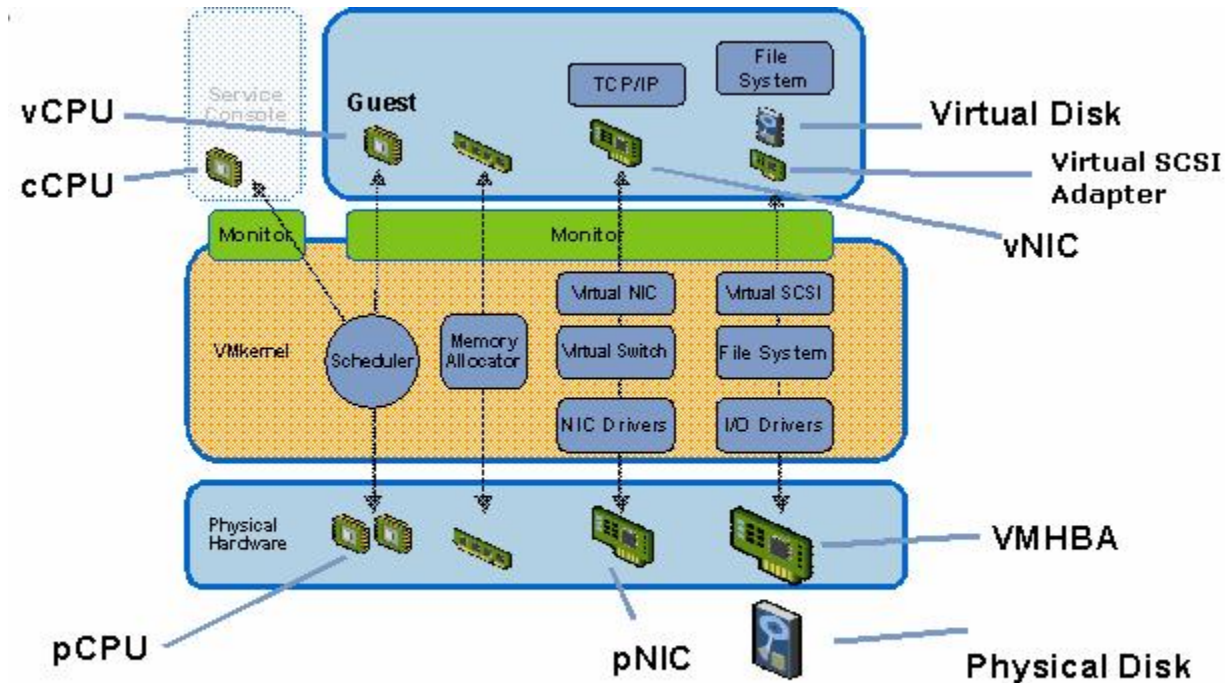 Service
Console
vCPU
cCPU
Guest
TCP/IP
File
System
Virtual Disk
Virtual SCSI
Adapter
vNIC
Monitor
Monitor
VMkernel
Scheduler
Memory
Allocator
Virtual NIC
Virtual Switch
NIC Drivers
Virtual SCSI
File System
I/O Drivers
Physical
Hardware
VMHBA
pCPU
pNIC
Physical Disk